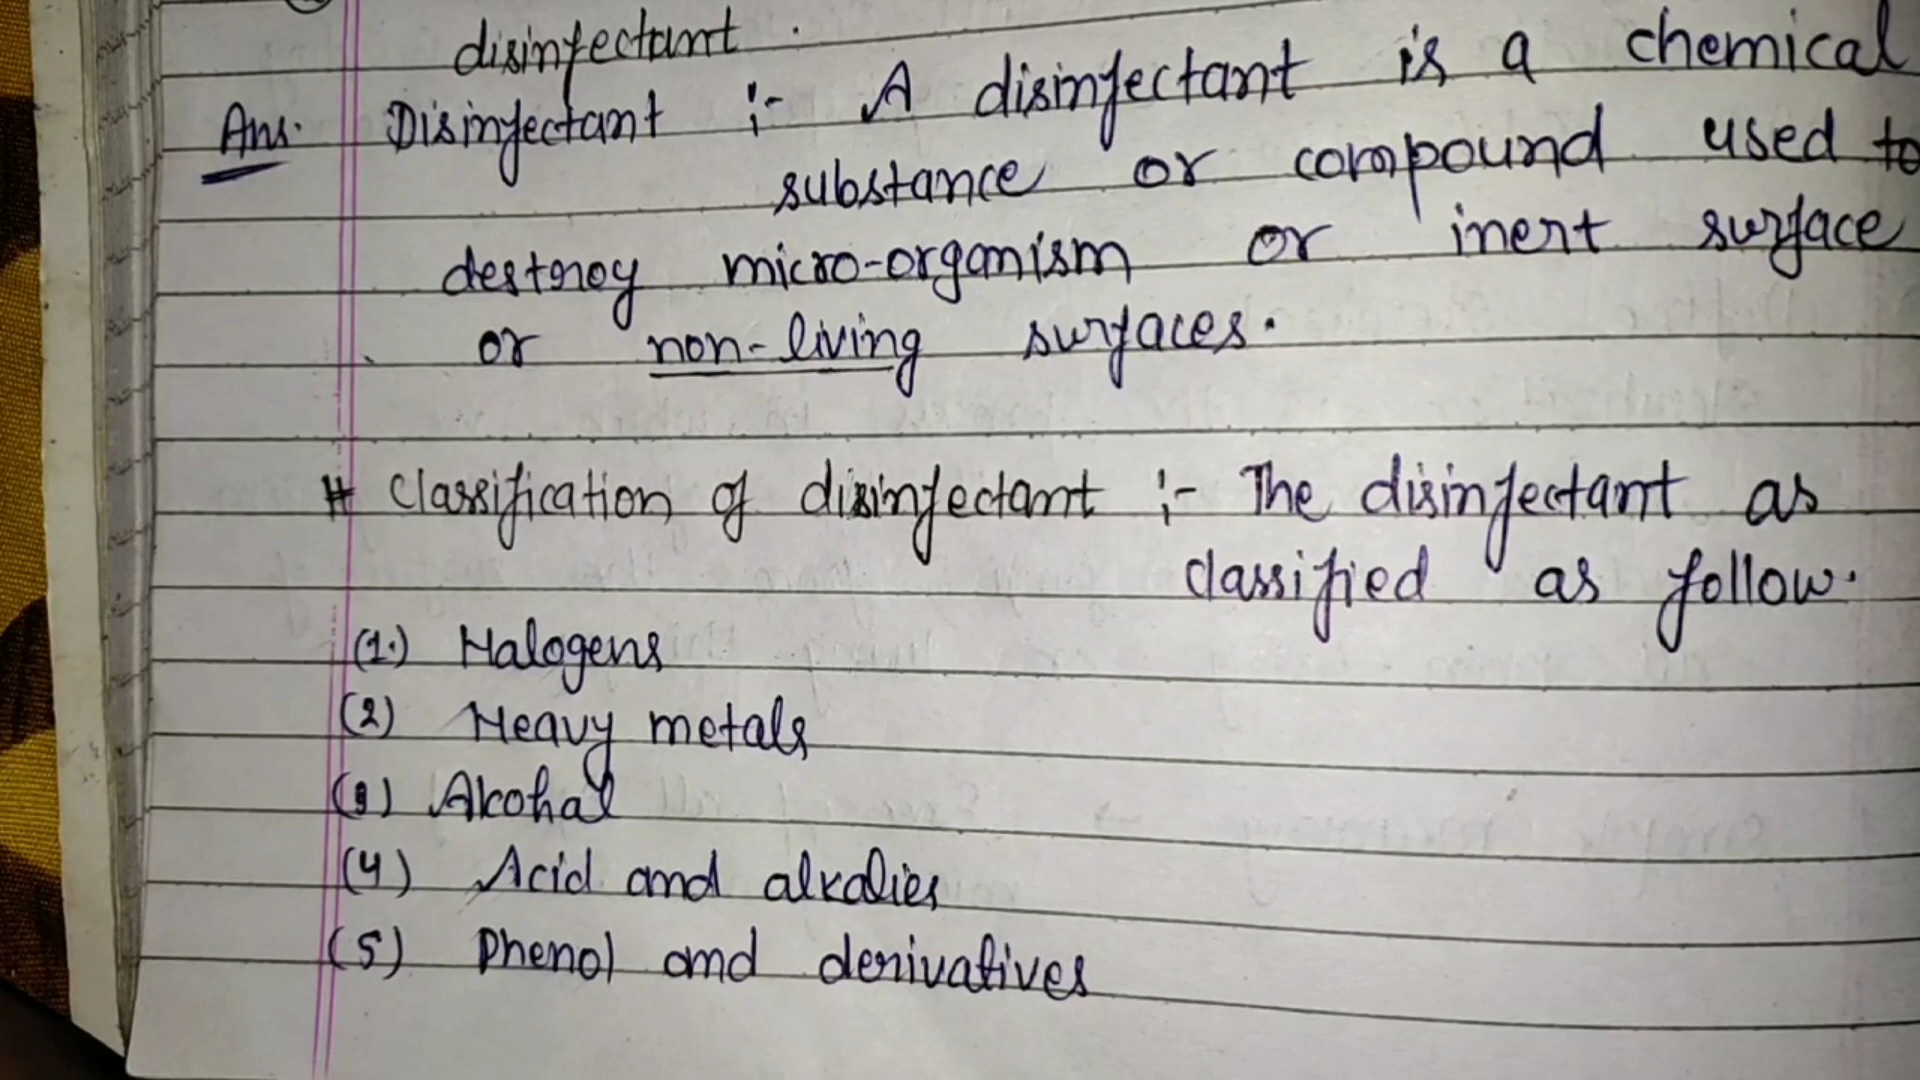 disinfectant.
Ans. Disinfectant :- A disinfectant is a chemical
substance or compound used to
destoroy micro-organism or inert surface
or non-living surfaces.
# Classification of disinfectant :- The disinfectant as
classified as follow.
(1.) Halogens
(2) Heavy metals
(3) Alcohal
(4) Acid and alkalies
(5) Phenol and derivatives